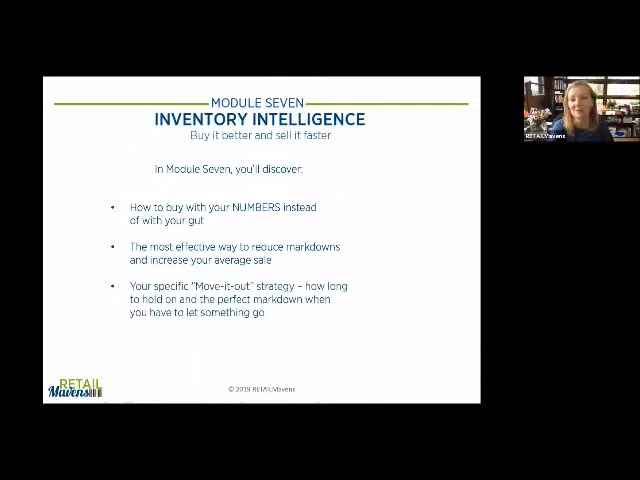 MODULE SEVEN
INVENTORY INTELLIGENCE
Buy it better and sell it faster
In Module Seven, you'll discover:
• How to buy with your NUMBERS instead
of with your gut
• The most effective way to reduce markdowns
and increase your average sale
• Your specific "Move-it-out" strategy – how long
to hold on and the perfect markdown when
you have to let something go
RETAIL
Mavens
© 2019 RETAILMavens
RETAILMavens